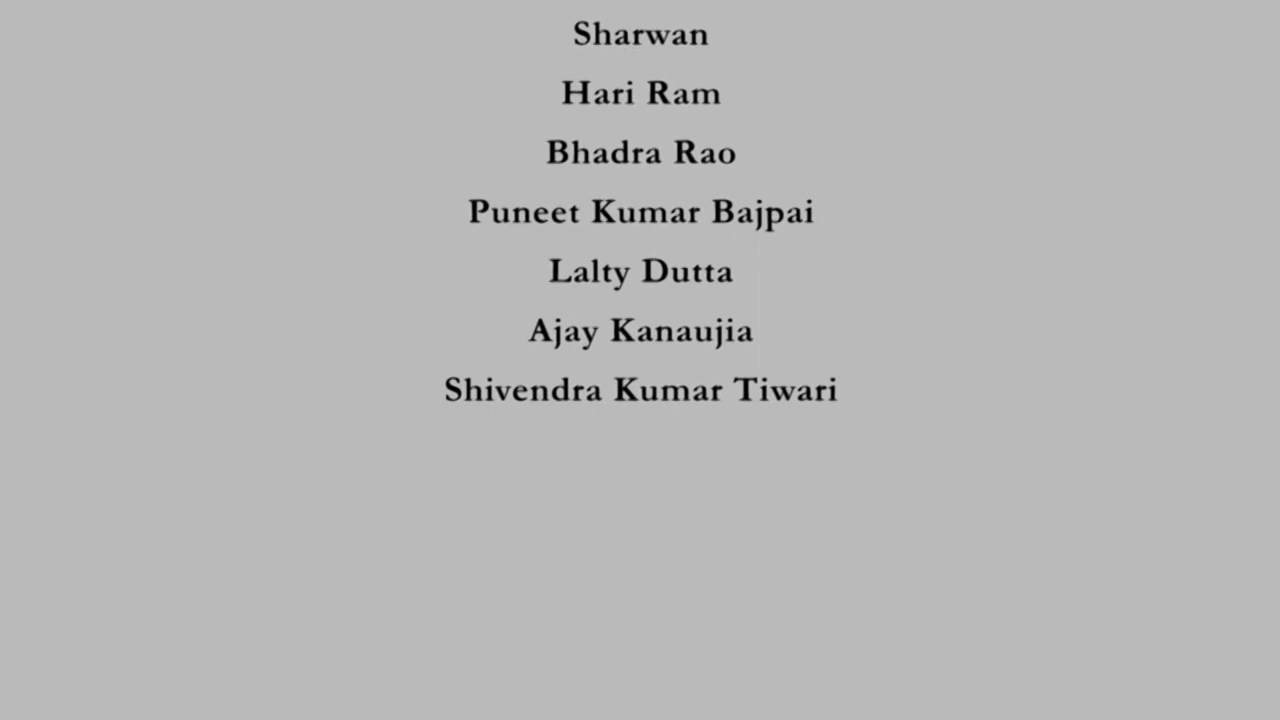 Sharwan
Hari Ram
Bhadra Rao
Puneet Kumar Bajpai
Lalty Dutta
Ajay Kanaujia
Shivendra Kumar Tiwari